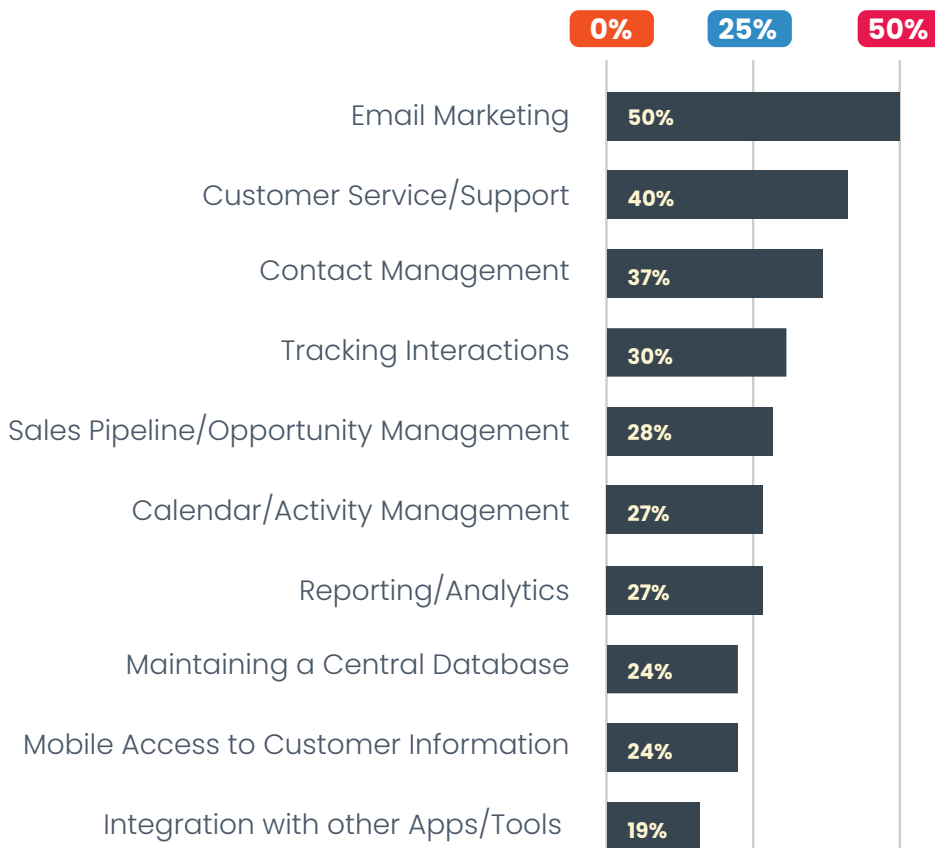 0% 25% 50%
Email Marketing 50%
Customer Service/Support 40%
Contact Management 37%
Tracking Interactions 30%
Sales Pipeline/Opportunity Management 28%
Calendar/Activity Management 27%
Reporting/Analytics 27%
Maintaining a Central Database 24%
Mobile Access to Customer Information 24%
Integration with other Apps/Tools 19%